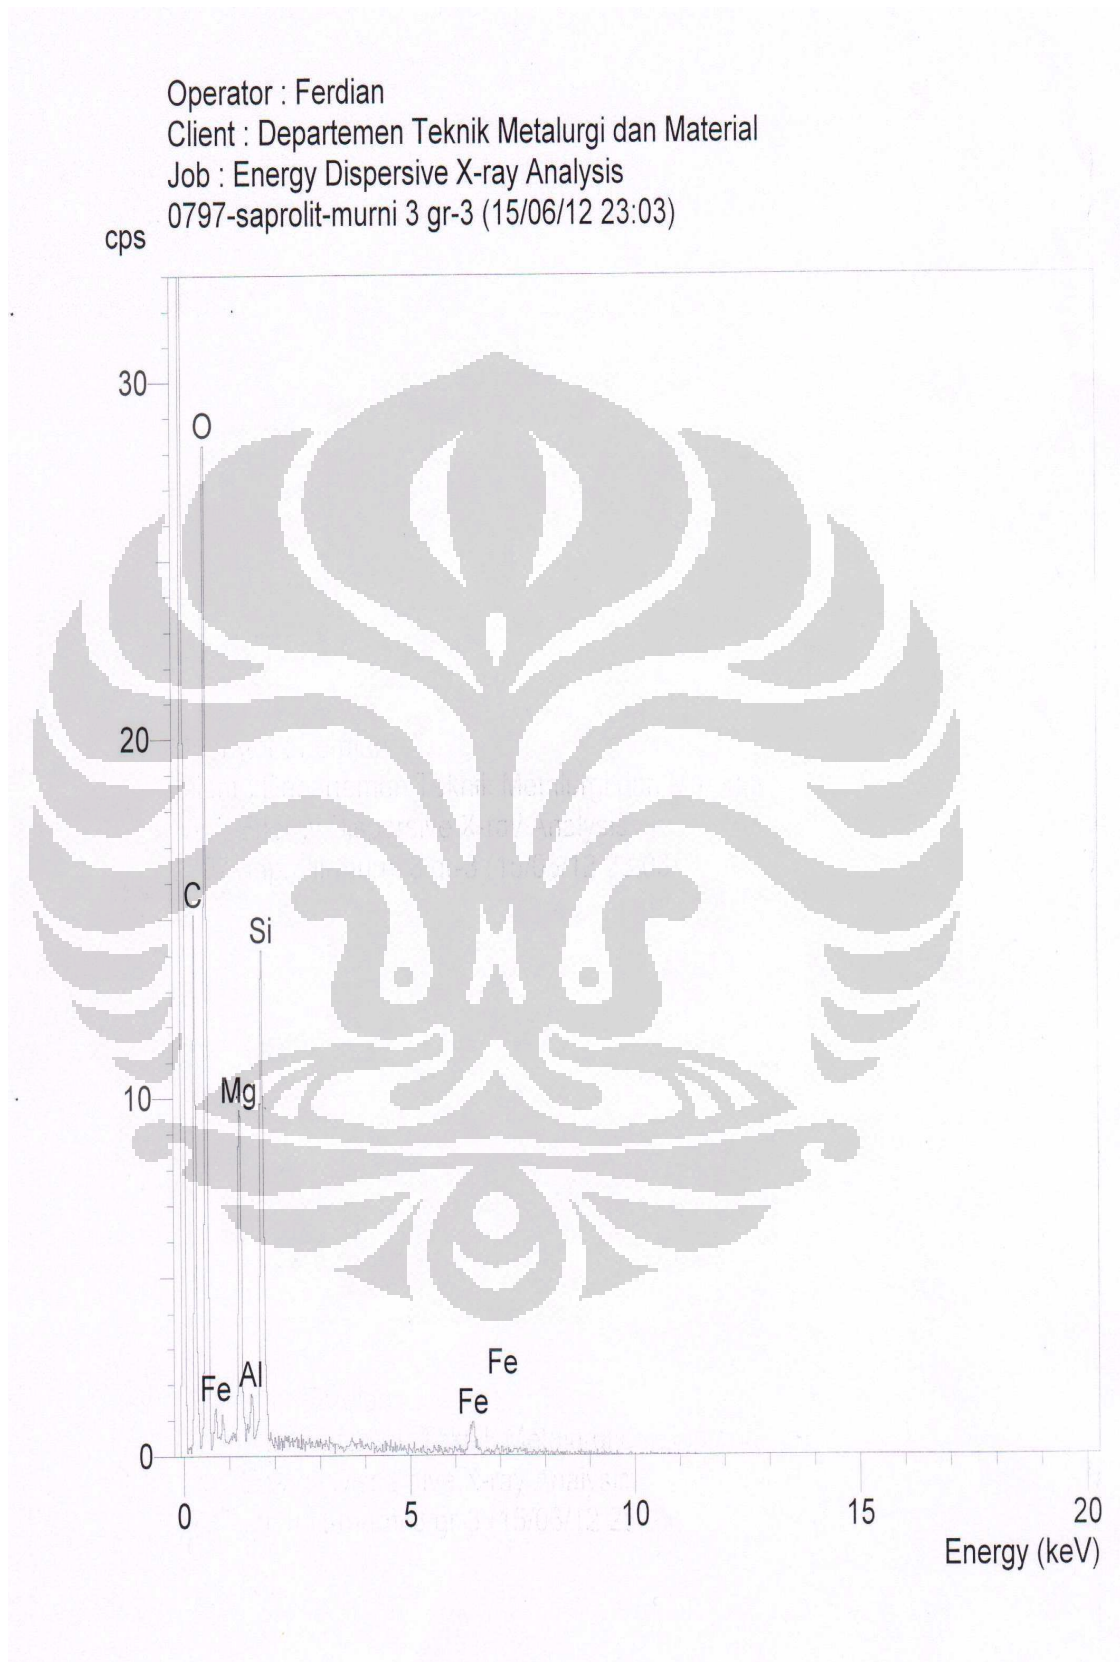 Operator : Ferdian
Client : Departemen Teknik Metalurgi dan Material
Job : Energy Dispersive X-ray Analysis
0797-saprolit-murni 3 gr-3 (15/06/12 23:03)
cps
30
O
20
C
Si
Mg
10
Fe
Fe Al
Fe
0
0 5 10 15 20
Energy (keV)